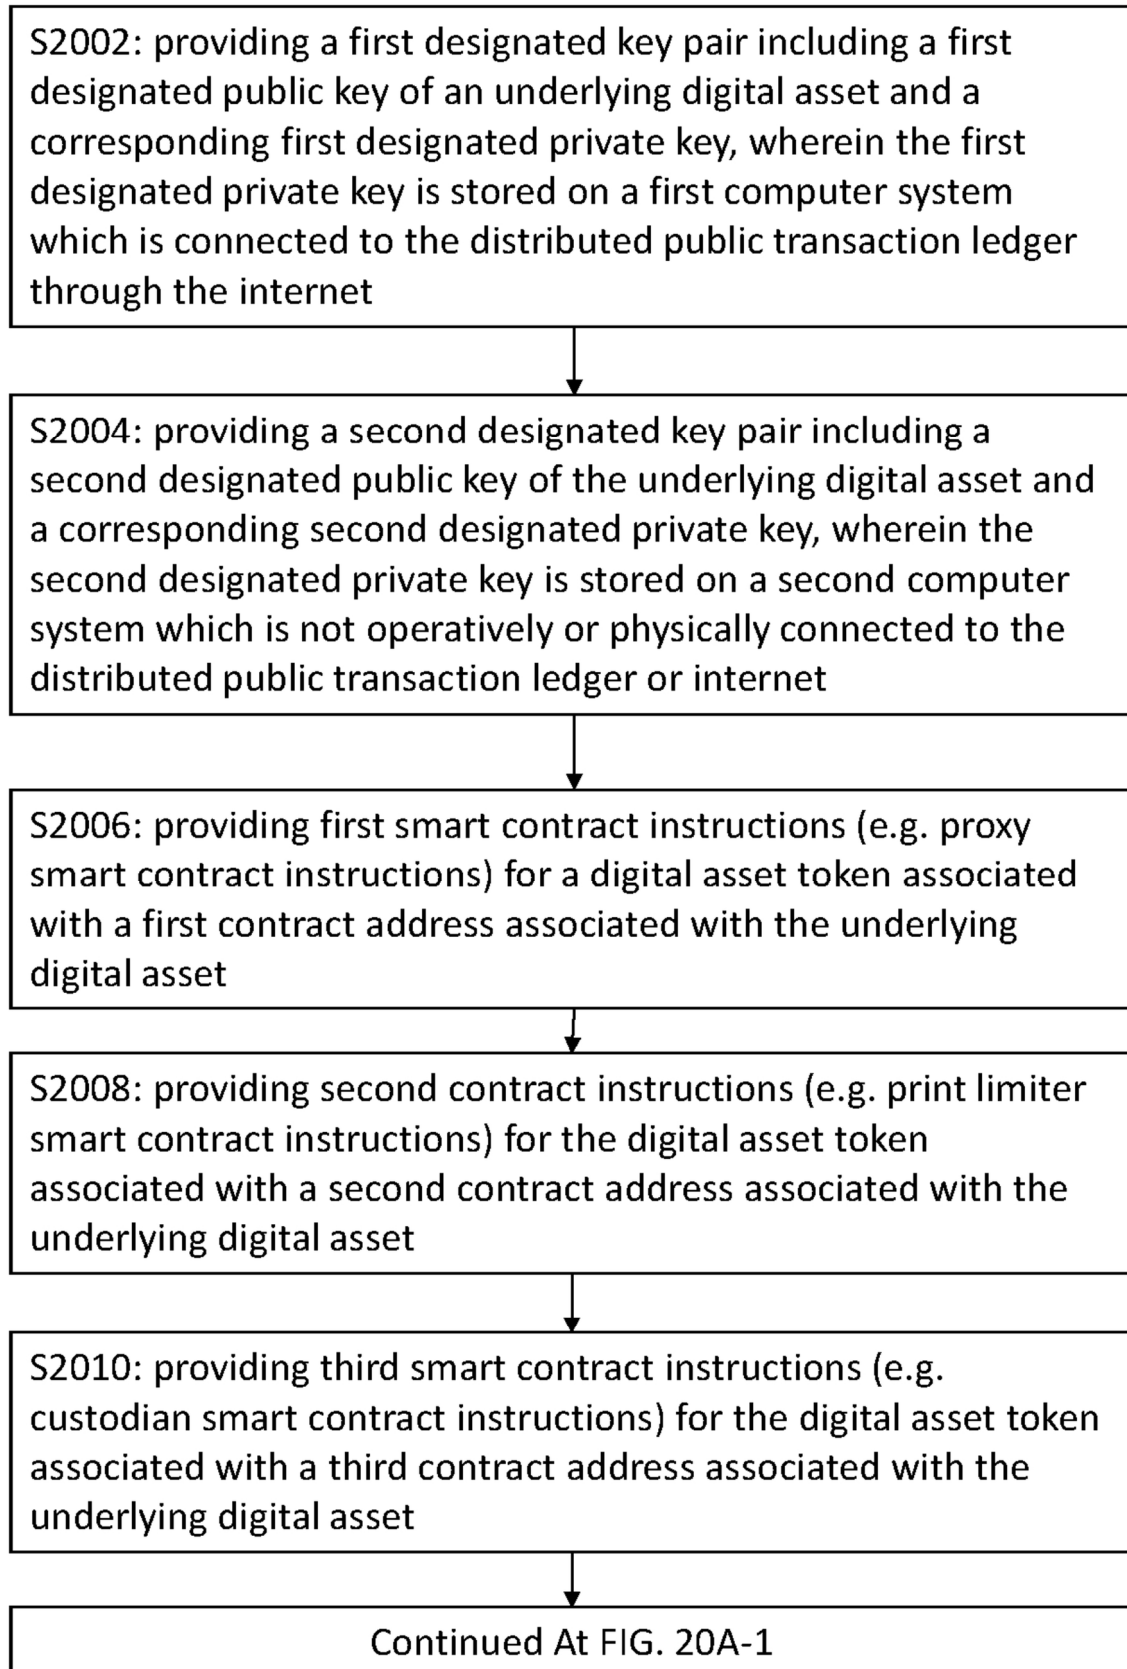 S2002: providing a first designated key pair including a first
designated public key of an underlying digital asset and a
corresponding first designated private key, wherein the first
designated private key is stored on a first computer system
which is connected to the distributed public transaction ledger
through the internet
S2004: providing a second designated key pair including a
second designated public key of the underlying digital asset and
a corresponding second designated private key, wherein the
second designated private key is stored on a second computer
system which is not operatively or physically connected to the
distributed public transaction ledger or internet
S2006: providing first smart contract instructions (e.g. proxy
smart contract instructions) for a digital asset token associated
with a first contract address associated with the underlying
digital asset
S2008: providing second contract instructions (e.g. print limiter
smart contract instructions) for the digital asset token
associated with a second contract address associated with the
underlying digital asset
S2010: providing third smart contract instructions (e.g.
custodian smart contract instructions) for the digital asset token
associated with a third contract address associated with the
underlying digital asset
Continued At FIG. 20A-1